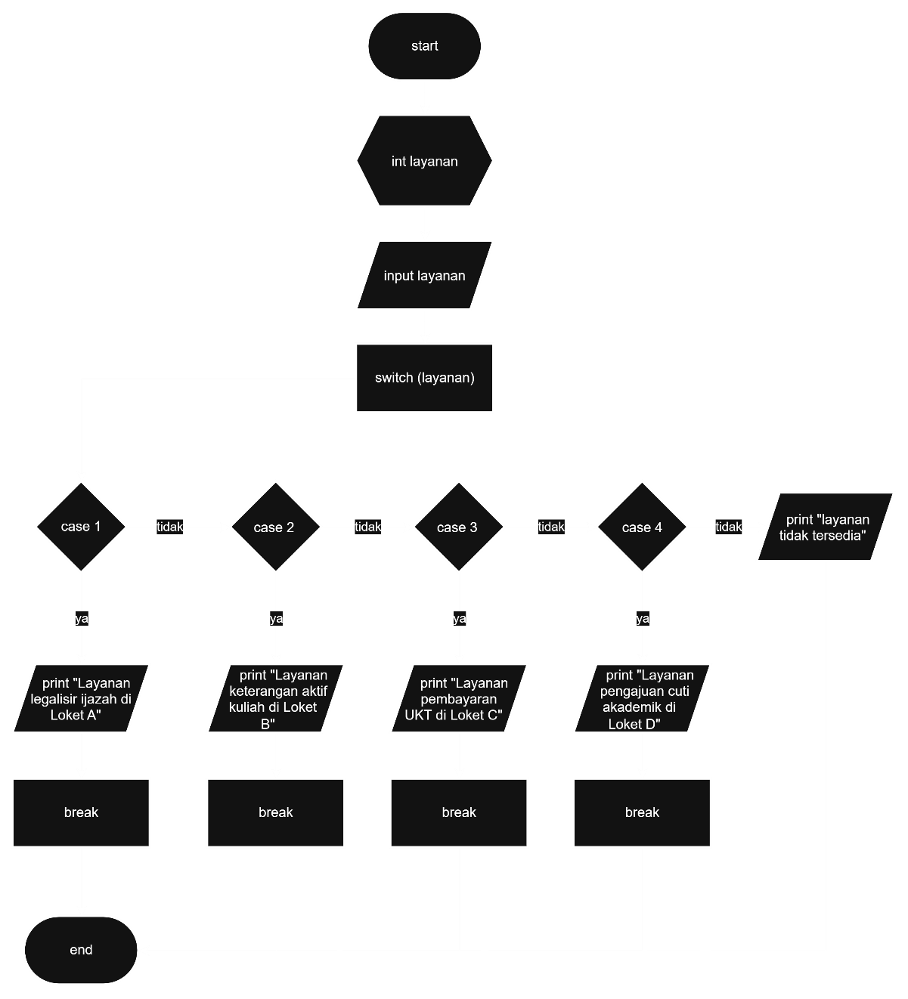 start
int layanan
input layanan
switch (layanan)
case 1
tidak
case 2
tidak
case 3
tidak
case 4
tidak
print "layanan
tidak tersedia"
ya
ya
ya
ya
print "Layanan
legalisir ijazah di
Loket A"
print "Layanan
keterangan aktif
kuliah di Loket
B"
print "Layanan
pembayaran
UKT di Loket C"
print "Layanan
pengajuan cuti
akademik di
Loket D"
break
break
break
break
end